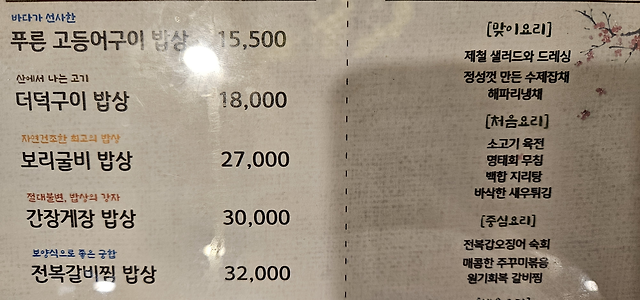 바다가 선사한
푸른 고등어구이 밥상 15,500
산에서 나는 고기
더덕구이 밥상 18,000
자연건조한 최고의 밥상
보리굴비 밥상 27,000
절대불변, 밥상의 강자
간장게장 밥상 30,000
보양식으로 좋은 궁합
전복갈비찜 밥상 32,000
[맞이요리]
제철 샐러드와 드레싱
정성껏 만든 수제잡채
해파리냉채
[처음요리]
소고기 육전
명태회 무침
백합 지리탕
바삭한 새우튀김
[중심요리]
전복갑오징어 숙회
매콤한 주꾸미볶음
원기회복 갈비찜